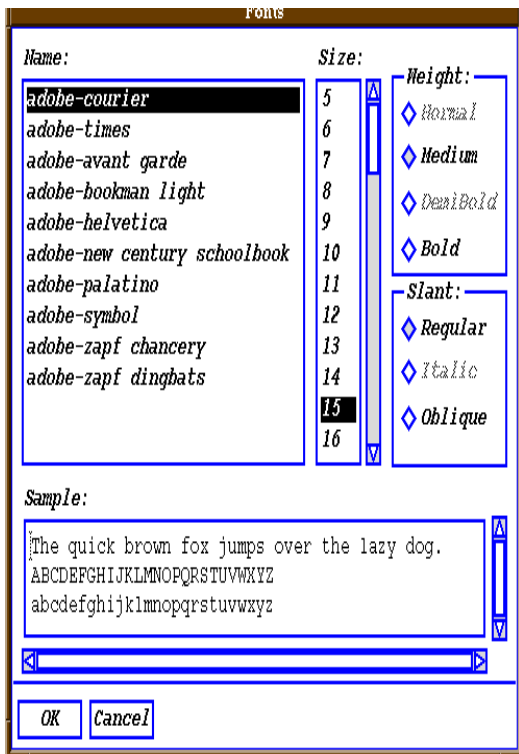 Fonts
Name:
adobe-courier
adobe-times
adobe-avant garde
adobe-bookman light
adobe-helvetica
adobe-new century schoolbook
adobe-palatino
adobe-symbol
adobe-zapf chancery
adobe-zapf dingbats
Size:
5
6
7
8
9
10
11
12
13
14
15
16
Weight:
Normal
Medium
DemiBold
Bold
Slant:
Regular
Italic
Oblique
Sample:
The quick brown fox jumps over the lazy dog.
ABCDEFGHIJKLMNOPQRSTUVWXYZ
abcdefghijklmnopqrstuvwxyz
OK Cancel